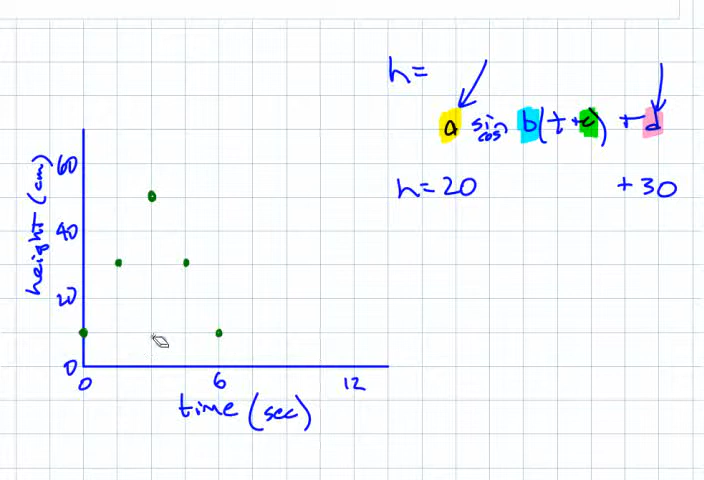 h=
a sin cos b(t+c) + d
h=20 +30
height (cm)
60
40
20
0
0 6 12
time (sec)